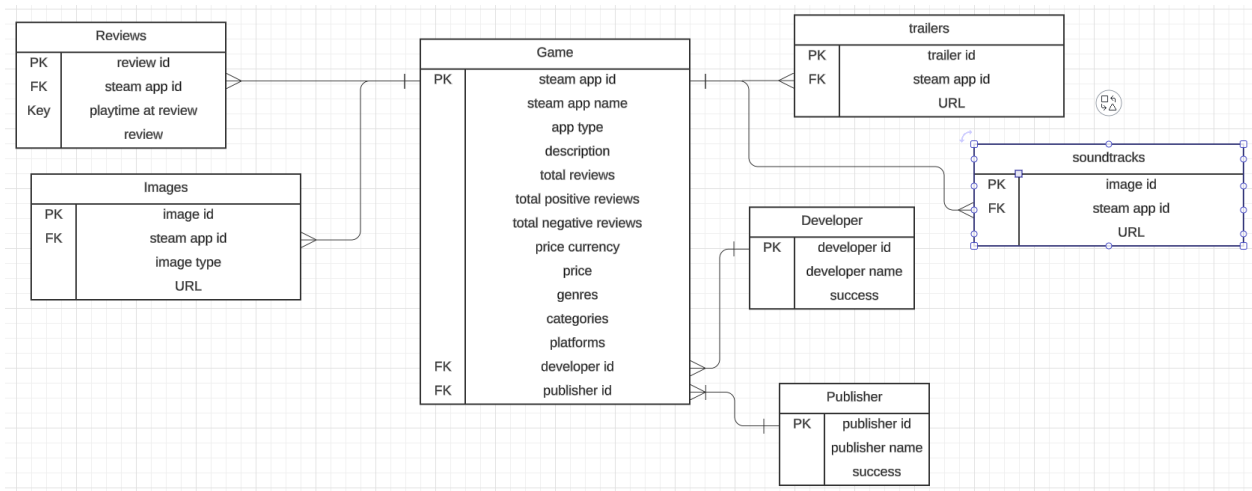 Reviews
PK review id
FK steam app id
Key playtime at review
review
Images
PK image id
FK steam app id
image type
URL
Game
PK steam app id
steam app name
app type
description
total reviews
total positive reviews
total negative reviews
price currency
price
genres
categories
platforms
FK developer id
FK publisher id
trailers
PK trailer id
FK steam app id
URL
soundtracks
PK image id
FK steam app id
URL
Developer
PK developer id
developer name
success
Publisher
PK publisher id
publisher name
success